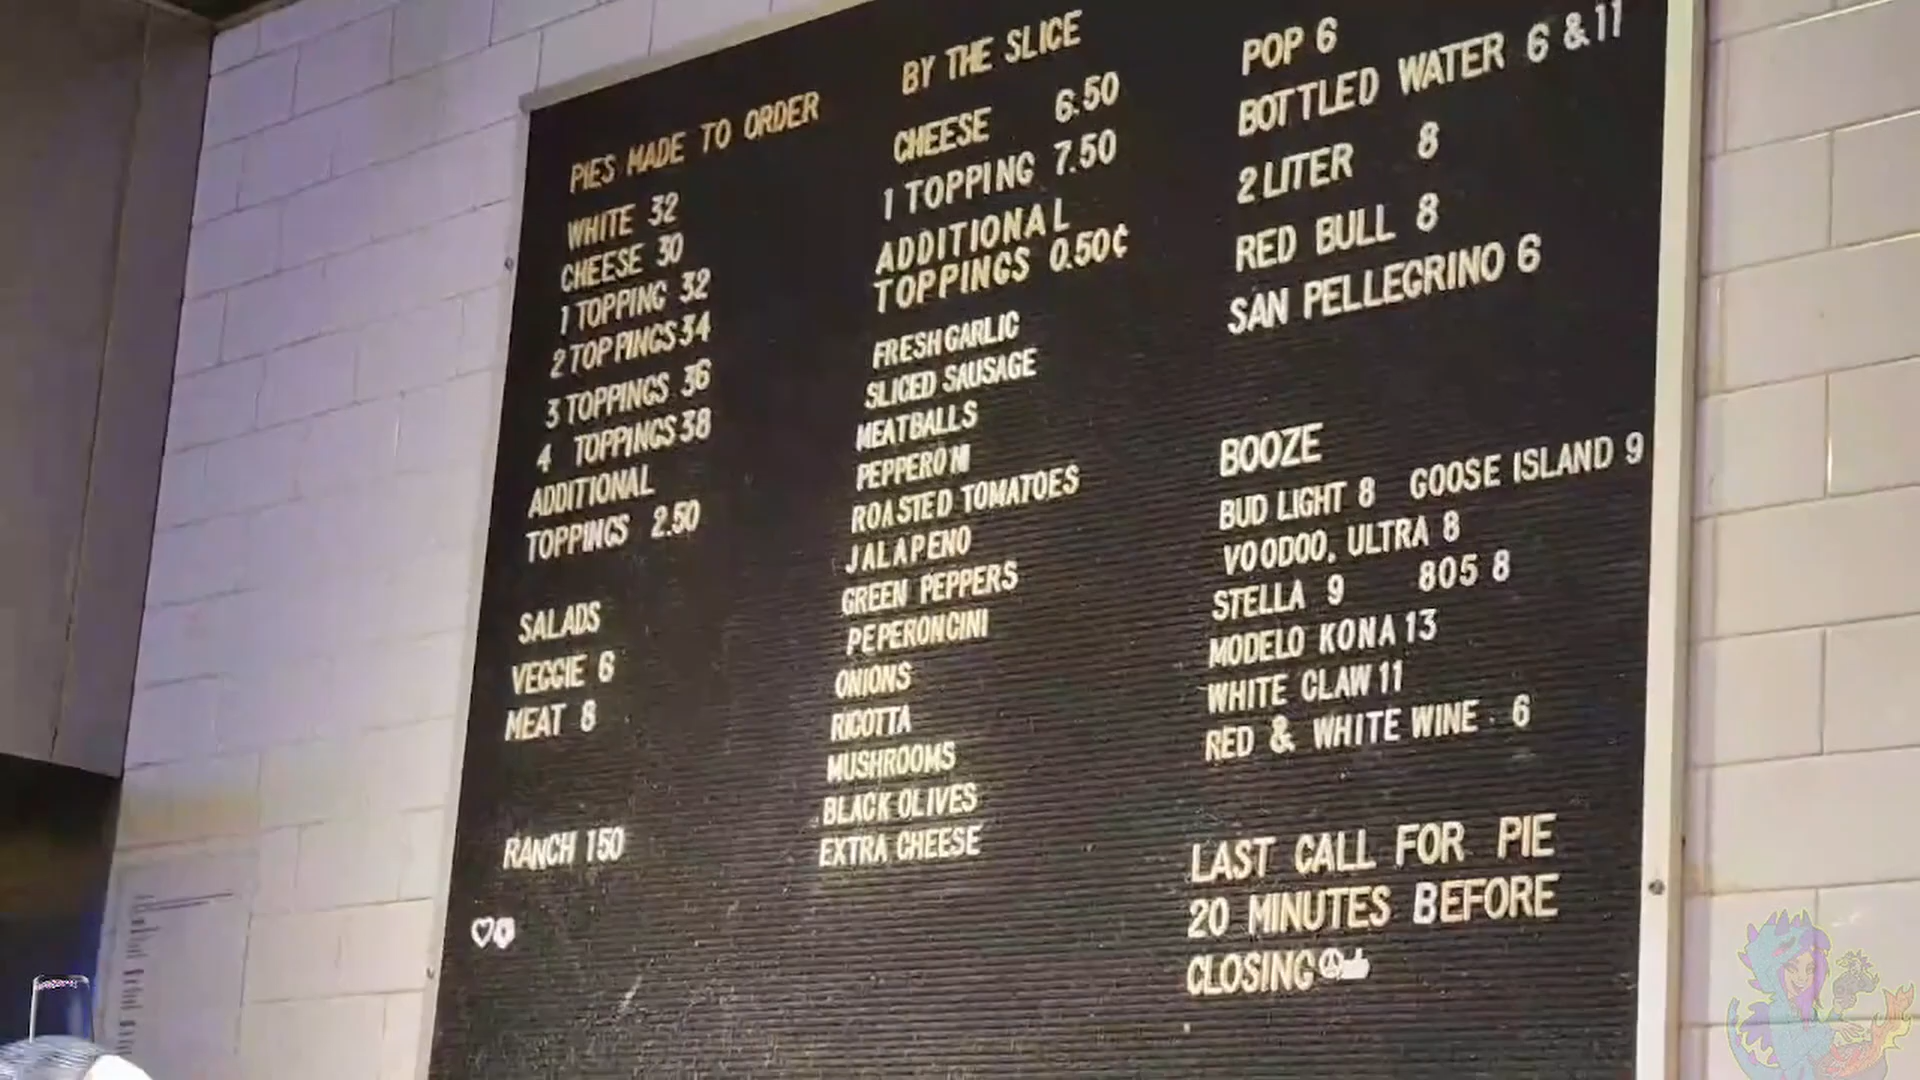 PIES MADE TO ORDER
WHITE 32
CHEESE 30
1 TOPPING 32
2 TOPPINGS 34
3 TOPPINGS 36
4 TOPPINGS 38
ADDITIONAL
TOPPINGS 2.50
SALADS
VEGGIE 6
MEAT 8
RANCH 150
BY THE SLICE
CHEESE 6.50
1 TOPPING 7.50
ADDITIONAL
TOPPINGS 0.50¢
FRESH GARLIC
SLICED SAUSAGE
MEATBALLS
PEPPERONI
ROASTED TOMATOES
JALAPENO
GREEN PEPPERS
PEPERONCINI
ONIONS
RICOTTA
MUSHROOMS
BLACK OLIVES
EXTRA CHEESE
POP 6
BOTTLED WATER 6 & 11
2 LITER 8
RED BULL 8
SAN PELLEGRINO 6
BOOZE
BUD LIGHT 8 GOOSE ISLAND 9
VOODOO, ULTRA 8
STELLA 9 805 8
MODELO KONA 13
WHITE CLAW 11
RED & WHITE WINE 6
LAST CALL FOR PIE
20 MINUTES BEFORE
CLOSING